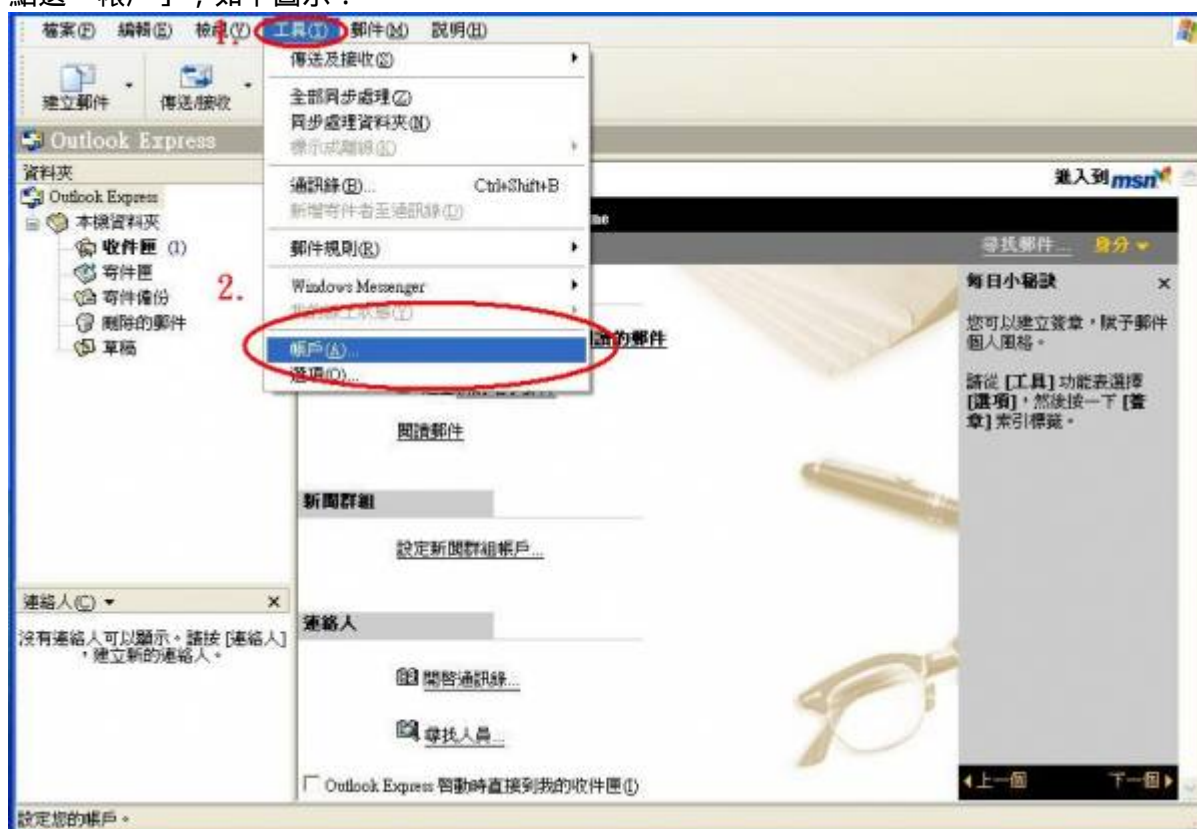 點選「帳戶」，如下圖示：
檔案(F) 編輯(E) 檢視(V) 工具(T) 郵件(M) 說明(H)
1.
建立郵件 傳送/接收
Outlook Express
資料夾
Outlook Express
本機資料夾
收件匣 (1)
寄件匣
寄件備份
刪除的郵件
草稿
2.
傳送及接收(S)
全部同步處理(Z)
同步處理資料夾(N)
標示成離線(K)
通訊錄(B)... Ctrl+Shift+B
新增寄件者至通訊錄(D)
郵件規則(R)
Windows Messenger
我的線上狀態(Y)
帳戶(A)...
選項(O)...
進入到 msn
尋找郵件... 身分
的郵件
閱讀郵件
新聞群組
設定新聞群組帳戶...
連絡人
開啓通訊錄...
尋找人員...
Outlook Express 啓動時直接到我的收件匣(I)
每日小秘訣 ×
您可以建立簽章，賦予郵件
個人風格。
請從 [工具] 功能表選擇
[選項]，然後按一下 [簽
章] 索引標籤。
上一個 下一個
連絡人(C) ×
沒有連絡人可以顯示。請按 [連絡人]
，建立新的連絡人。
設定您的帳戶。